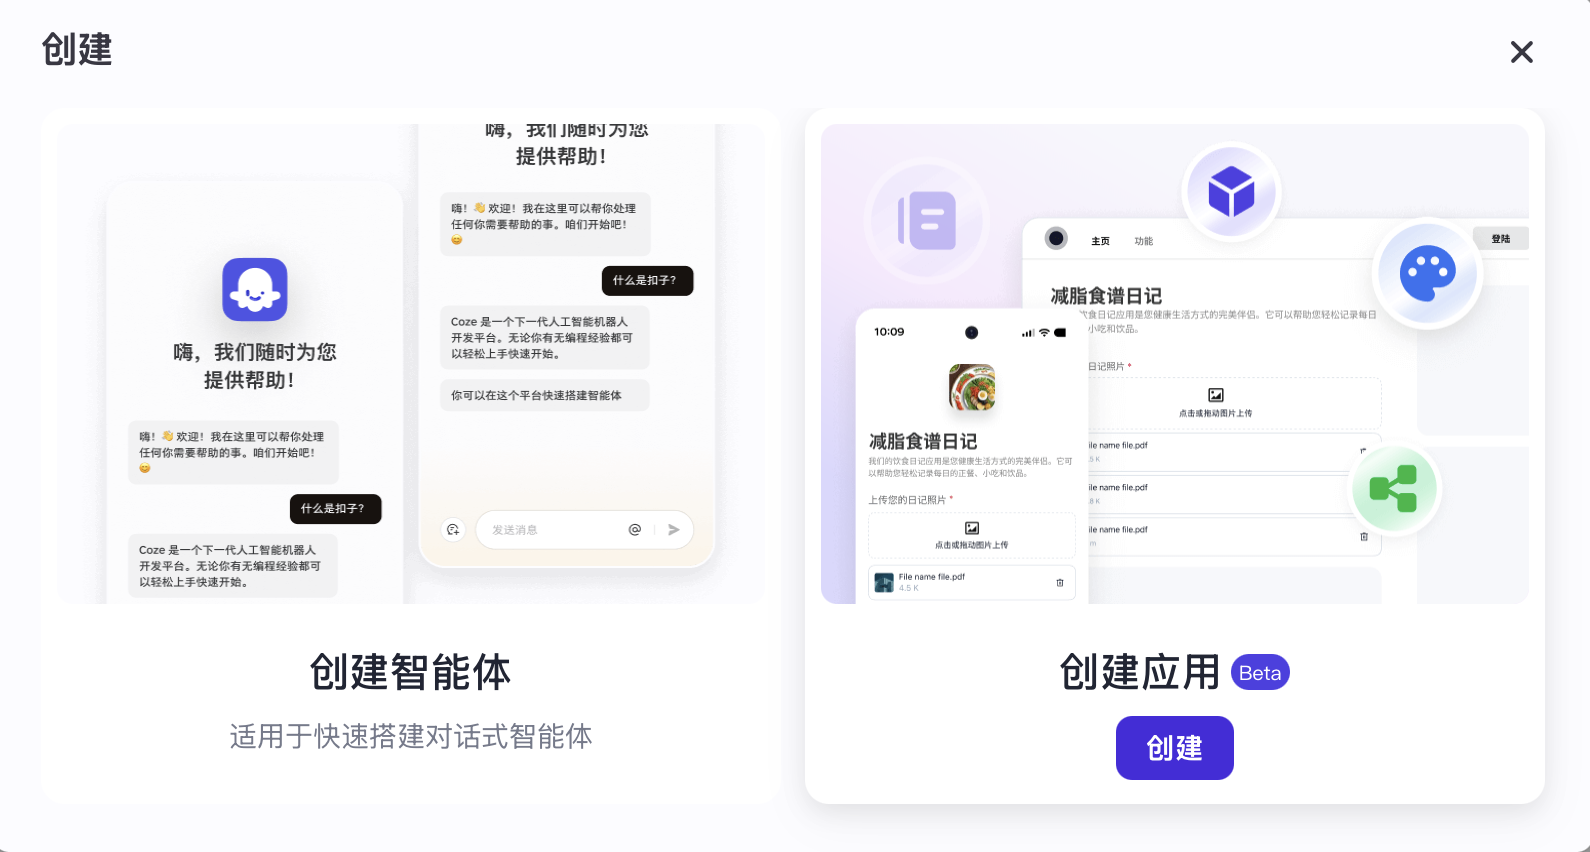 创建
嗨，我们随时为您
提供帮助！
嗨！👋 欢迎！我在这里可以帮你处理
任何你需要帮助的事。咱们开始吧！
😊
什么是扣子？
Coze 是一个下一代人工智能机器人
开发平台。无论你有无编程经验都可
以轻松上手快速开始。
嗨，我们随时为您
提供帮助！
嗨！👋 欢迎！我在这里可以帮你处理
任何你需要帮助的事。咱们开始吧！
😊
什么是扣子？
Coze 是一个下一代人工智能机器人
开发平台。无论你有无编程经验都可
以轻松上手快速开始。
你可以在这个平台快速搭建智能体
发送消息
创建智能体
适用于快速搭建对话式智能体
主页
功能
登陆
减脂食谱日记
饮食日记应用是您健康生活方式的完美伴侣。它可以帮助您轻松记录每日
、小吃和饮品。
日记照片 *
点击或拖动图片上传
ile name file.pdf
.5 K
ile name file.pdf
.8 K
ile name file.pdf
m
10:09
减脂食谱日记
我们的饮食日记应用是您健康生活方式的完美伴侣。它可
以帮助您轻松记录每日的正餐、小吃和饮品。
上传您的日记照片 *
点击或拖动图片上传
File name file.pdf
4.5 K
创建应用 Beta
创建